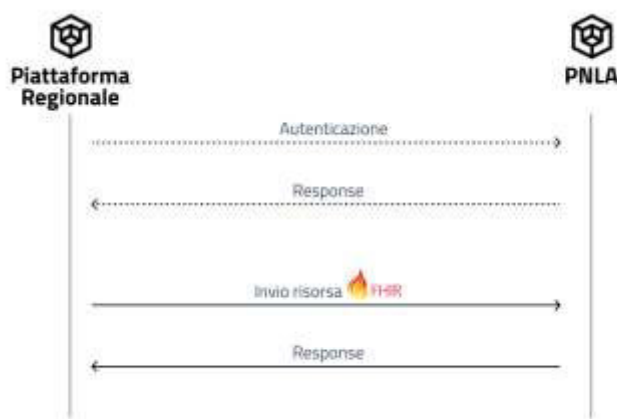 Piattaforma
Regionale
PNLA
Autenticazione
Response
Invio risorsa FHIR
Response